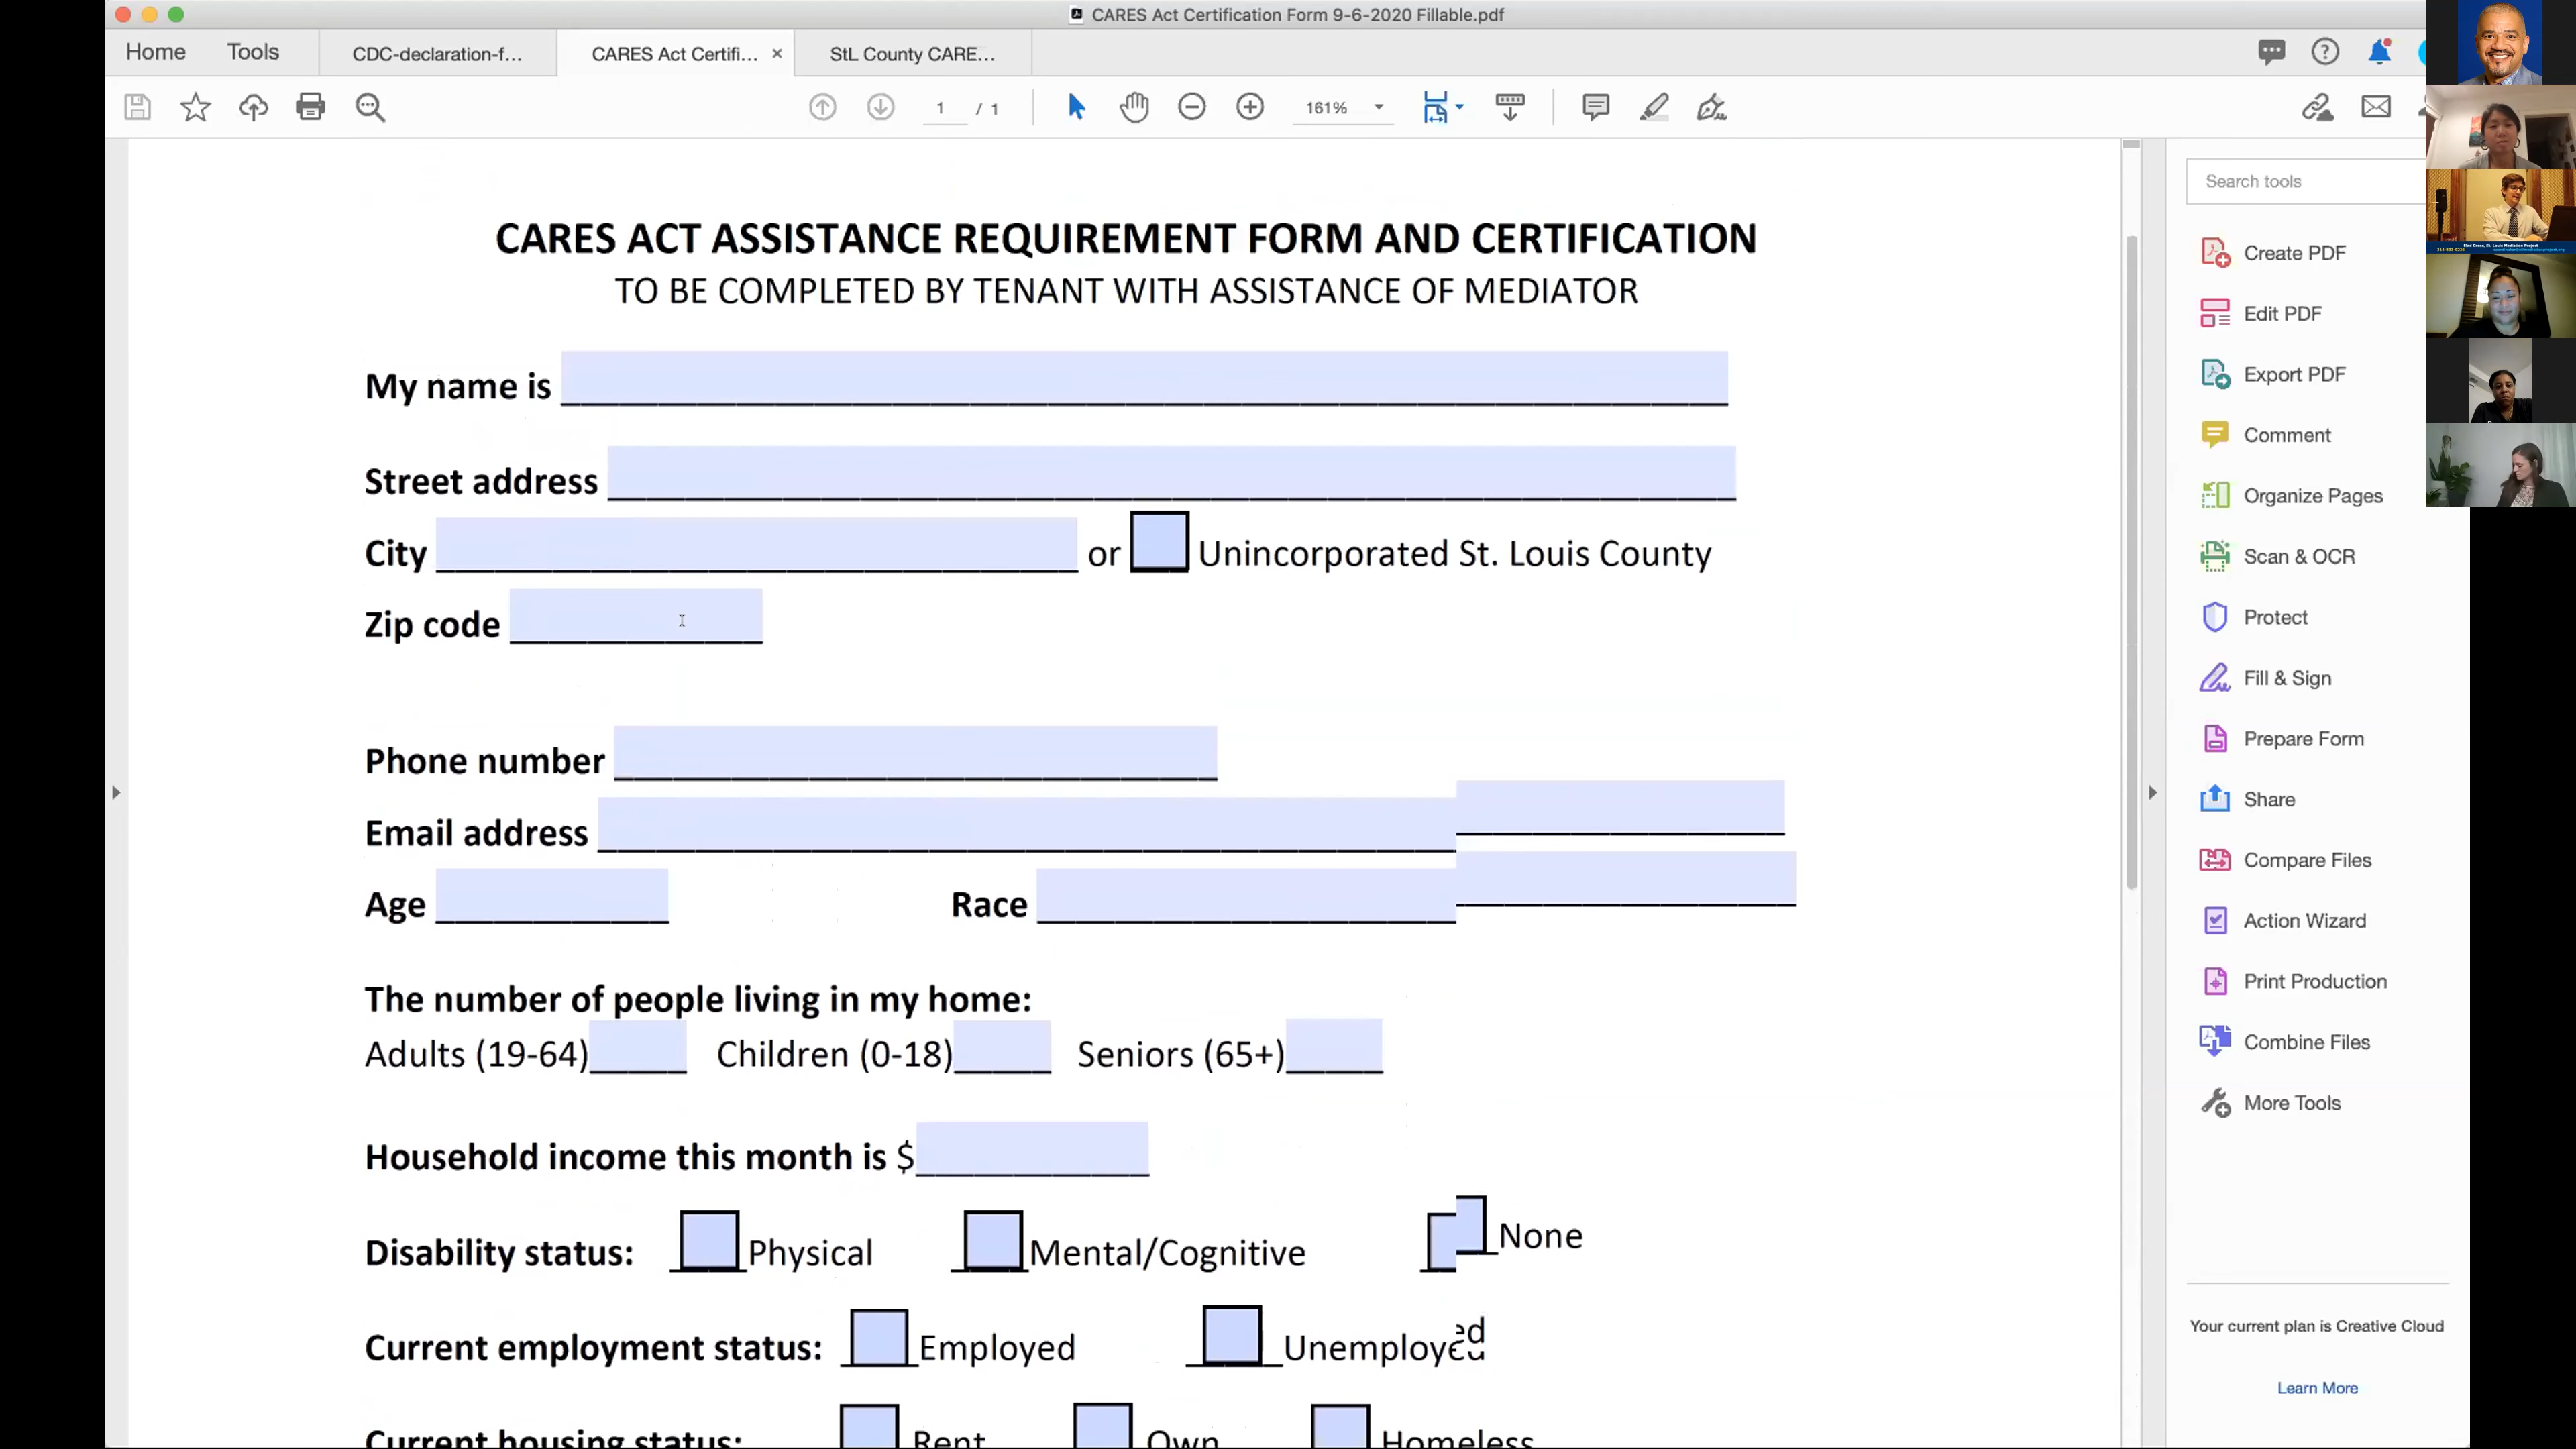 CARES Act Certification Form 9-6-2020 Fillable.pdf
Home Tools CDC-declaration-f... CARES Act Certifi... × StL County CARE...
1 / 1 161%
Search tools
CARES ACT ASSISTANCE REQUIREMENT FORM AND CERTIFICATION
TO BE COMPLETED BY TENANT WITH ASSISTANCE OF MEDIATOR
My name is
Street address
City or Unincorporated St. Louis County
Zip code
Phone number
Email address
Age Race
The number of people living in my home:
Adults (19-64) Children (0-18) Seniors (65+)
Household income this month is $
Disability status: Physical Mental/Cognitive None
Current employment status: Employed Unemployed
Current housing status: Rent Own Homeless
Create PDF
Edit PDF
Export PDF
Comment
Organize Pages
Scan & OCR
Protect
Fill & Sign
Prepare Form
Share
Compare Files
Action Wizard
Print Production
Combine Files
More Tools
Your current plan is Creative Cloud
Learn More